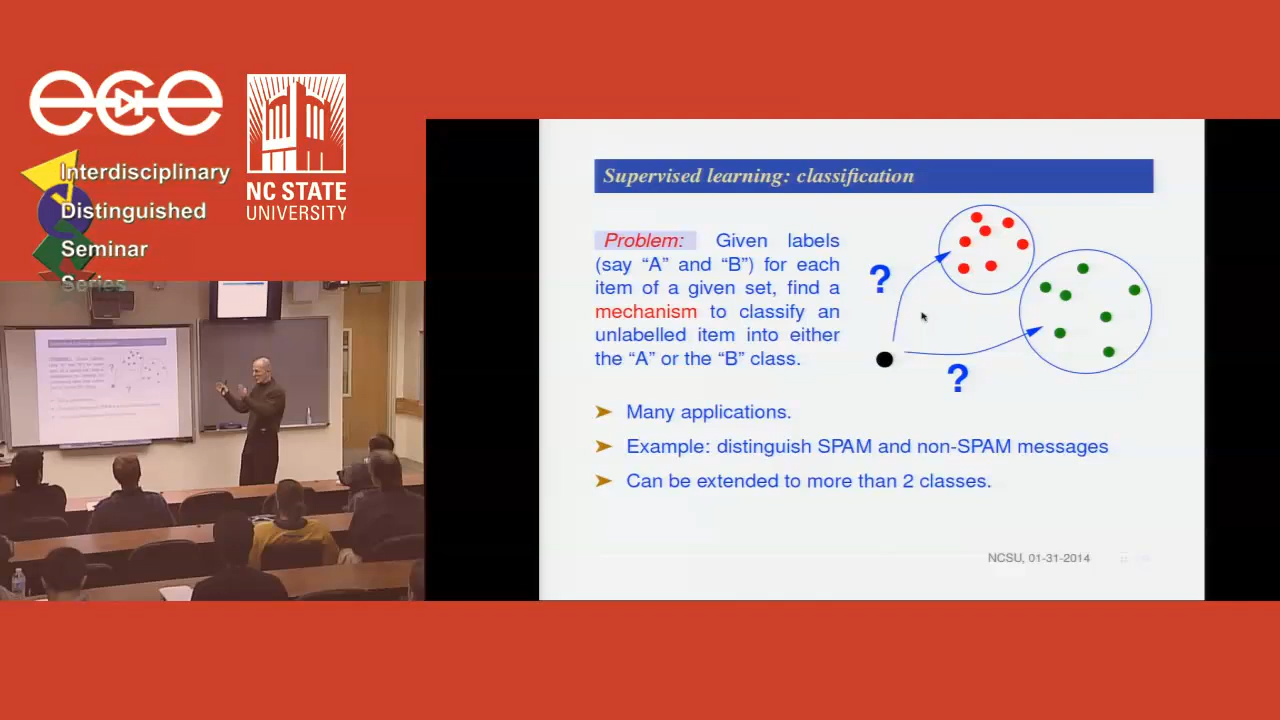 ece
Interdisciplinary
Distinguished
Seminar
Series
NC STATE
UNIVERSITY
Supervised learning: classification
Problem: Given labels
(say “A” and “B”) for each
item of a given set, find a
mechanism to classify an
unlabelled item into either
the “A” or the “B” class.
?
?
➤ Many applications.
➤ Example: distinguish SPAM and non-SPAM messages
➤ Can be extended to more than 2 classes.
NCSU, 01-31-2014